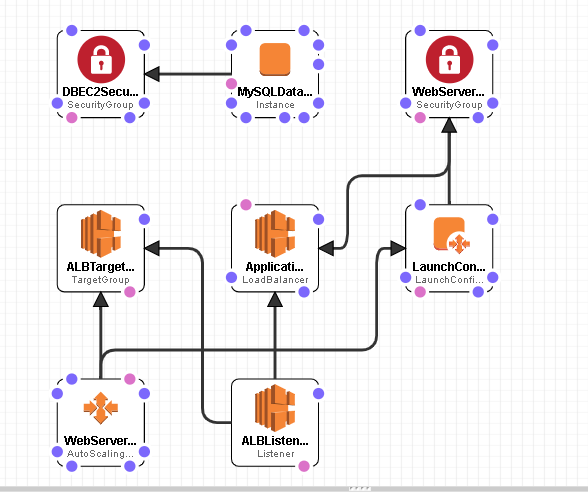 DBEC2Secu...
SecurityGroup
MySQLData...
Instance
WebServer...
SecurityGroup
ALBTarget...
TargetGroup
Applicati...
LoadBalancer
LaunchCon...
LaunchConfi...
WebServer...
AutoScaling...
ALBListen...
Listener